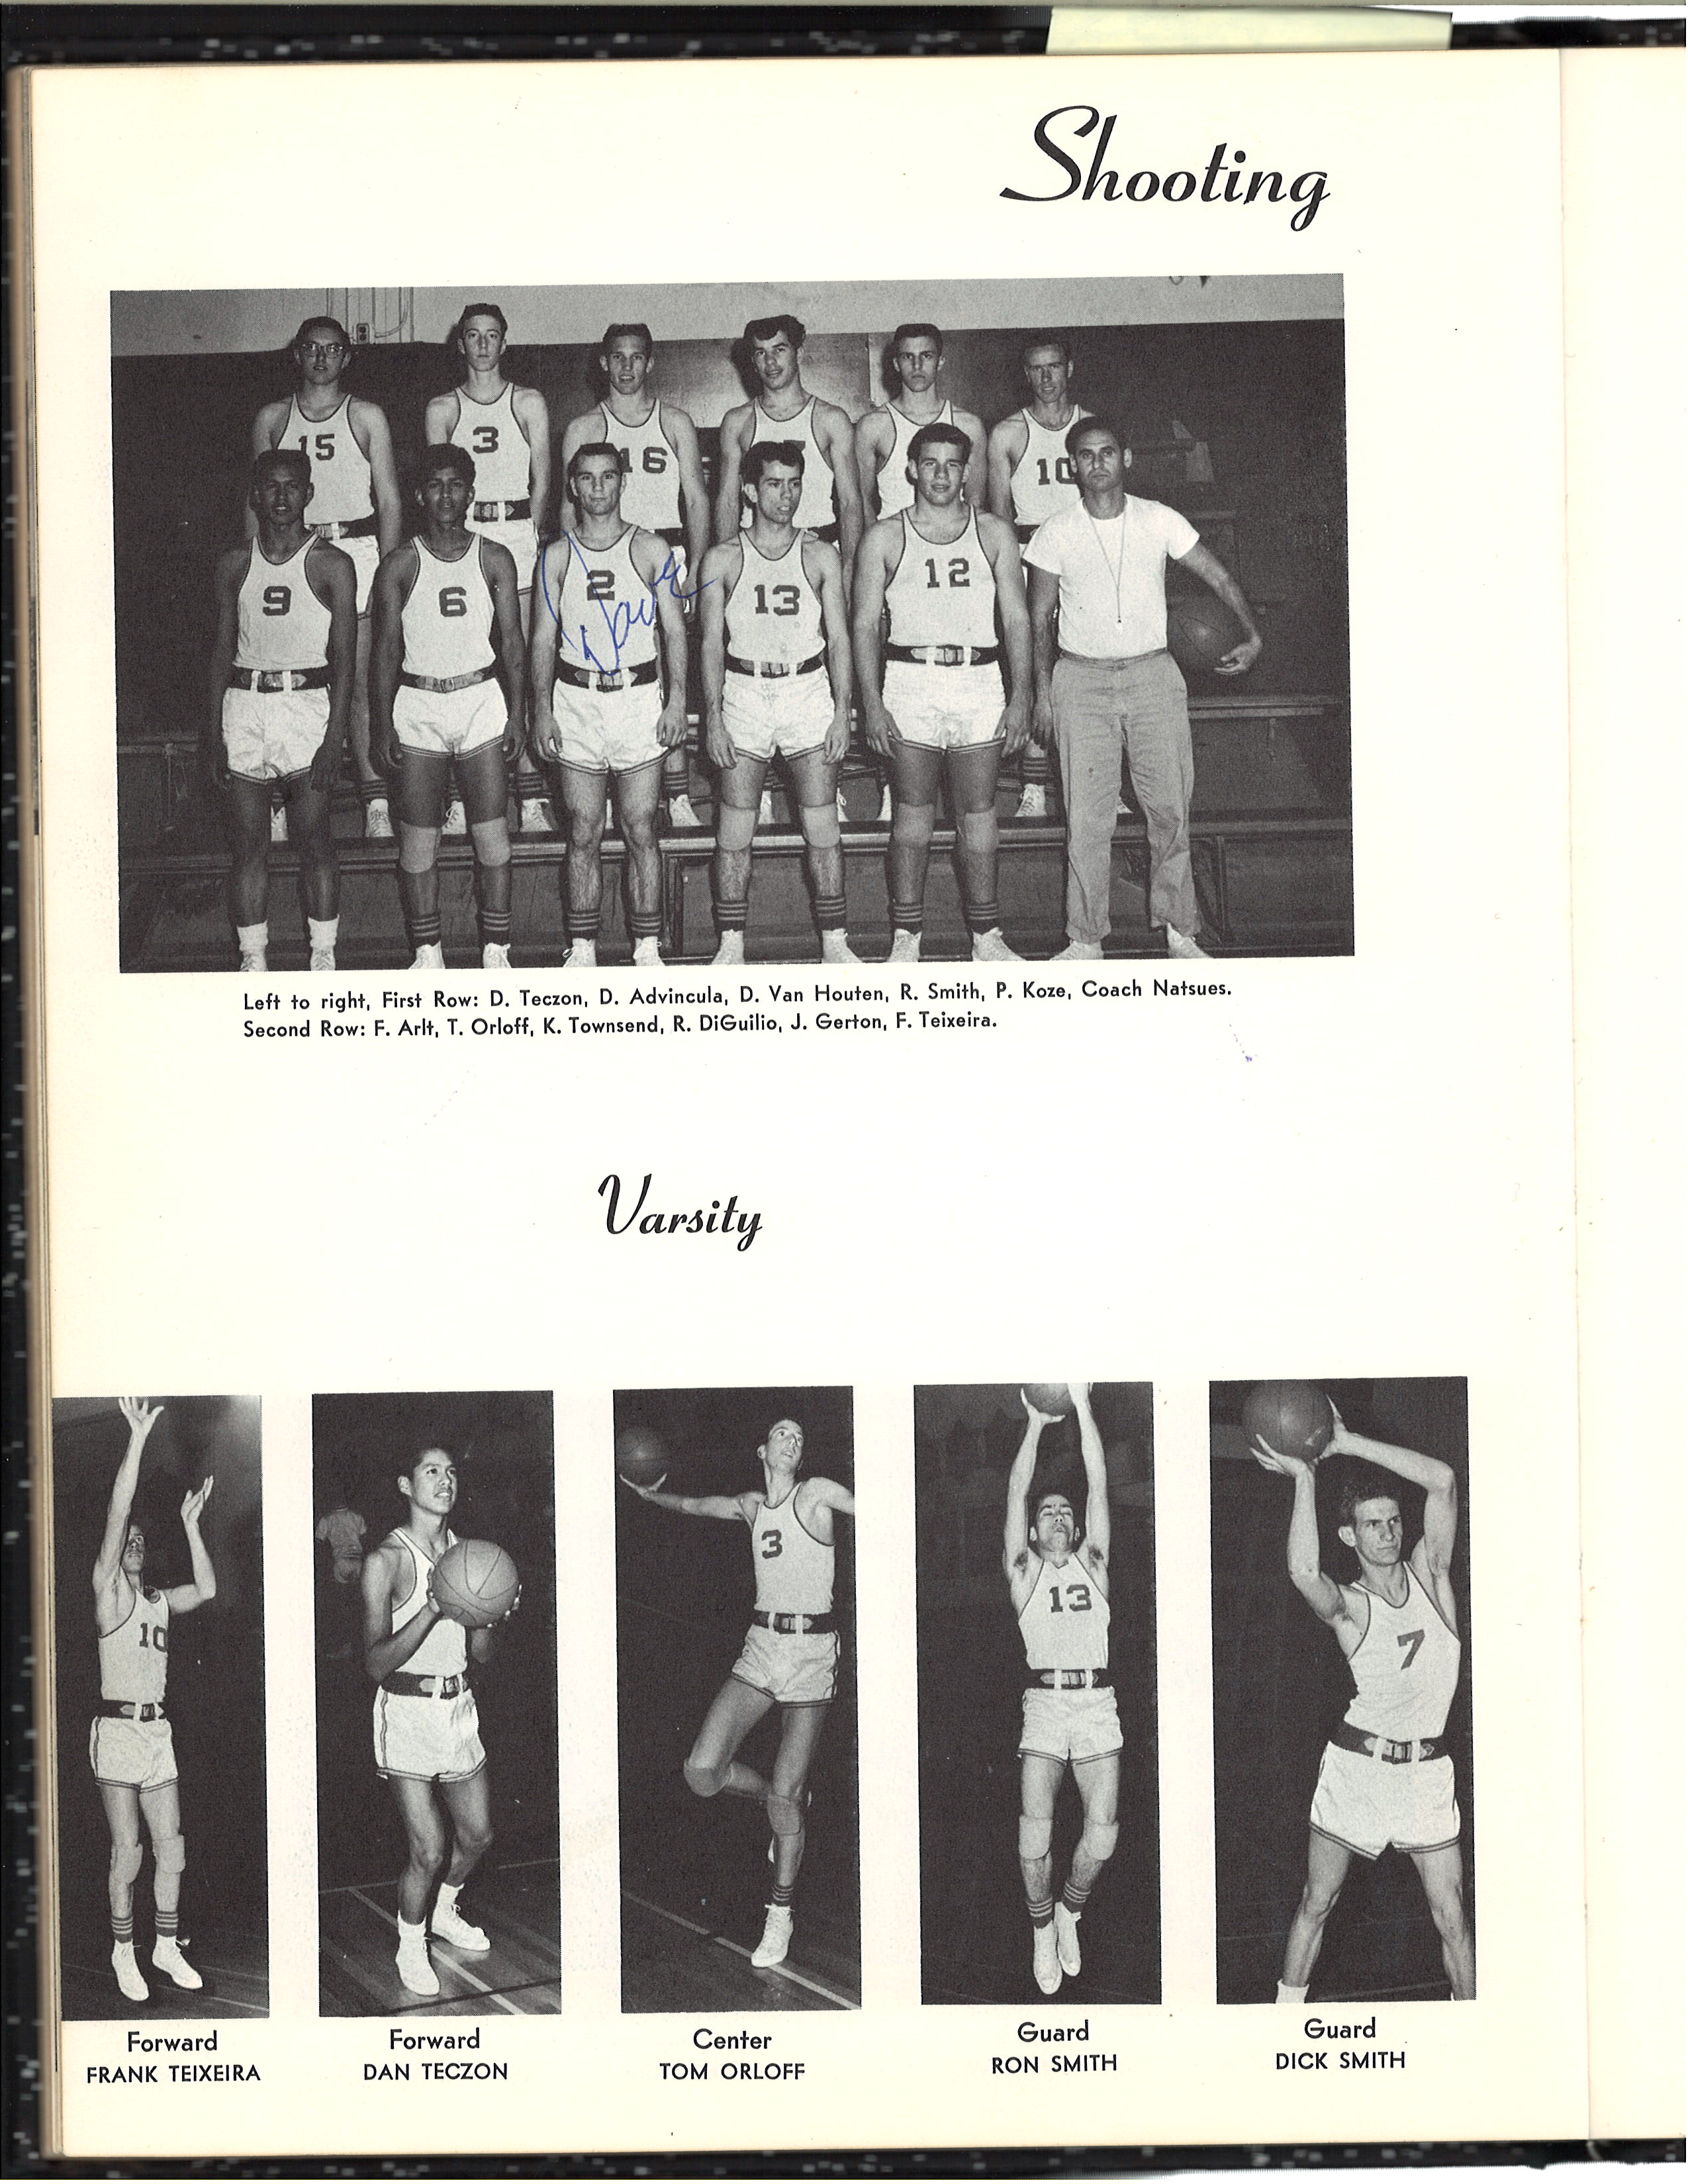 Shooting
15
3
16
10
9
6
2
13
12
Dave
Left to right, First Row: D. Teczon, D. Advincula, D. Van Houten, R. Smith, P. Koze, Coach Natsues.
Second Row: F. Arlt, T. Orloff, K. Townsend, R. DiGuilio, J. Gerton, F. Teixeira.
Varsity
10
3
13
7
Forward
FRANK TEIXEIRA
Forward
DAN TECZON
Center
TOM ORLOFF
Guard
RON SMITH
Guard
DICK SMITH